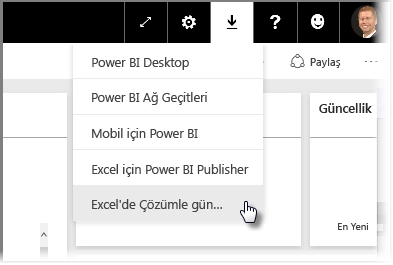 Power BI Desktop
Paylaş
Power BI Ağ Geçitleri
Güncellik
Mobil için Power BI
Excel için Power BI Publisher
Excel'de Çözümle gün...
En Yeni